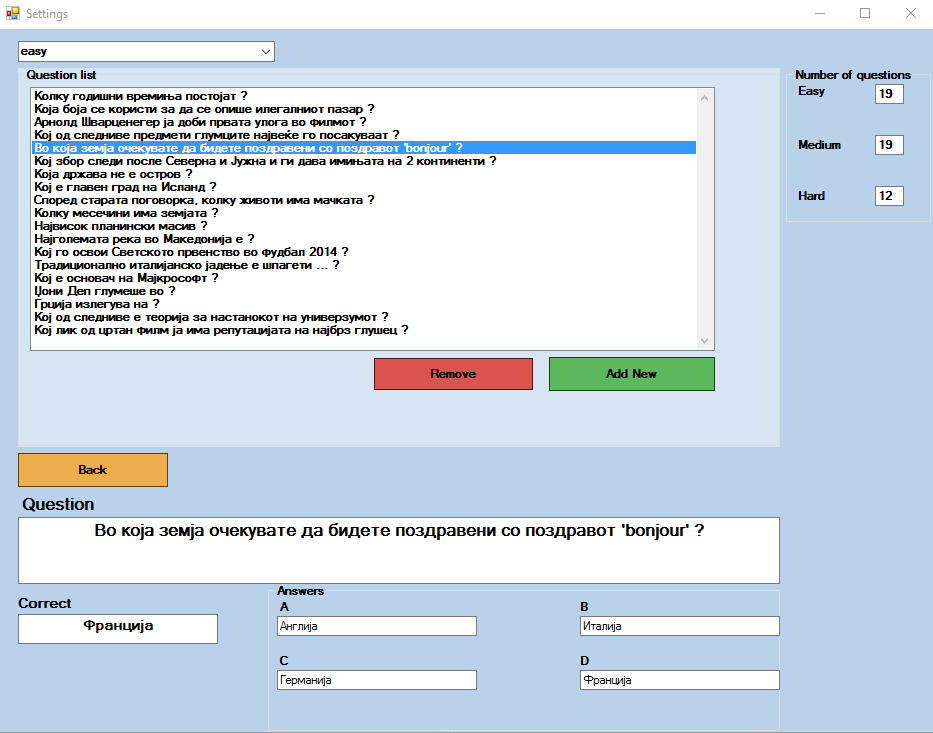 Settings
easy
Question list
Колку годишни времиња постојат ?
Која боја се користи за да се опише илегалниот пазар ?
Арнолд Шварценегер ја доби првата улога во филмот ?
Кој од следниве предмети глумците највеќе го посакуваат ?
Во која земја очекувате да бидете поздравени со поздравот 'bonjour' ?
Кој збор следи после Северна и Јужна и ги дава имињата на 2 континенти ?
Која држава не е остров ?
Кој е главен град на Исланд ?
Според старата поговорка, колку животи има мачката ?
Колку месечини има земјата ?
Највисок планински масив ?
Најголемата река во Македонија е ?
Кој го освои Светското првенство во фудбал 2014 ?
Традиционално италијанско јадење е шпагети ... ?
Кој е основач на Мајкрософт ?
Џони Деп глумеше во ?
Грција излегува на ?
Кој од следниве е теорија за настанокот на универзумот ?
Кој лик од цртан филм ја има репутацијата на најбрз глушец ?
Remove
Add New
Number of questions
Easy 19
Medium 19
Hard 12
Back
Question
Во која земја очекувате да бидете поздравени со поздравот 'bonjour' ?
Correct
Франција
Answers
A
Англија
B
Италија
C
Германија
D
Франција